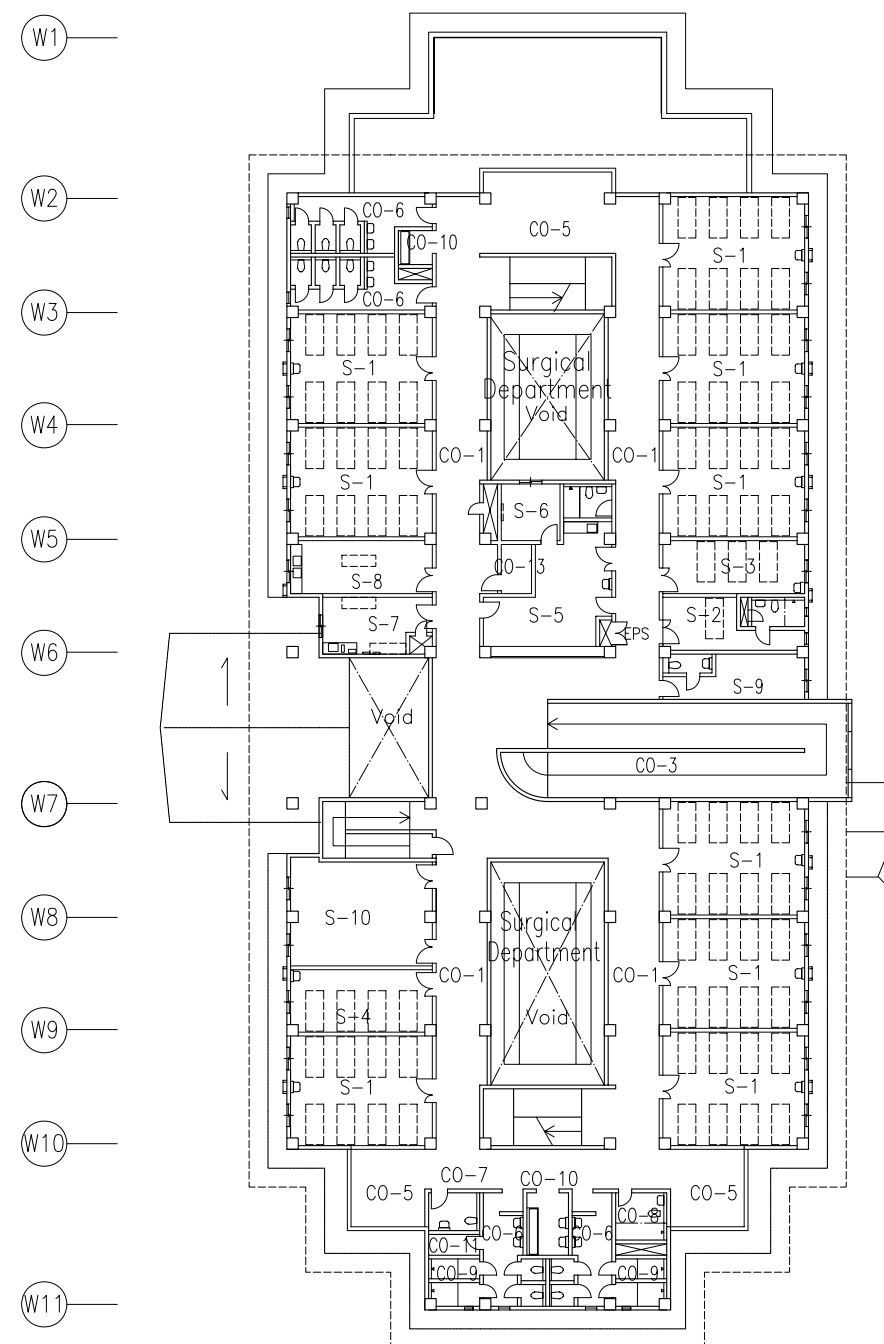 W1
W2
CO-6
CO-10
CO-5
S-1
CO-6
W3
S-1
Surgical
Department
Void
S-1
W4
CO-1
CO-1
S-1
S-1
S-6
W5
CO-13
S-3
S-8
S-5
S-2
S-7
EPS
W6
S-9
Void
CO-3
W7
S-1
W8
S-10
Surgical
Department
CO-1
CO-1
S-1
S-4
Void
W9
S-1
S-1
W10
CO-7
CO-10
CO-5
CO-5
CO-8
CO-6
CO-6
CO-11
CO-9
CO-9
W11